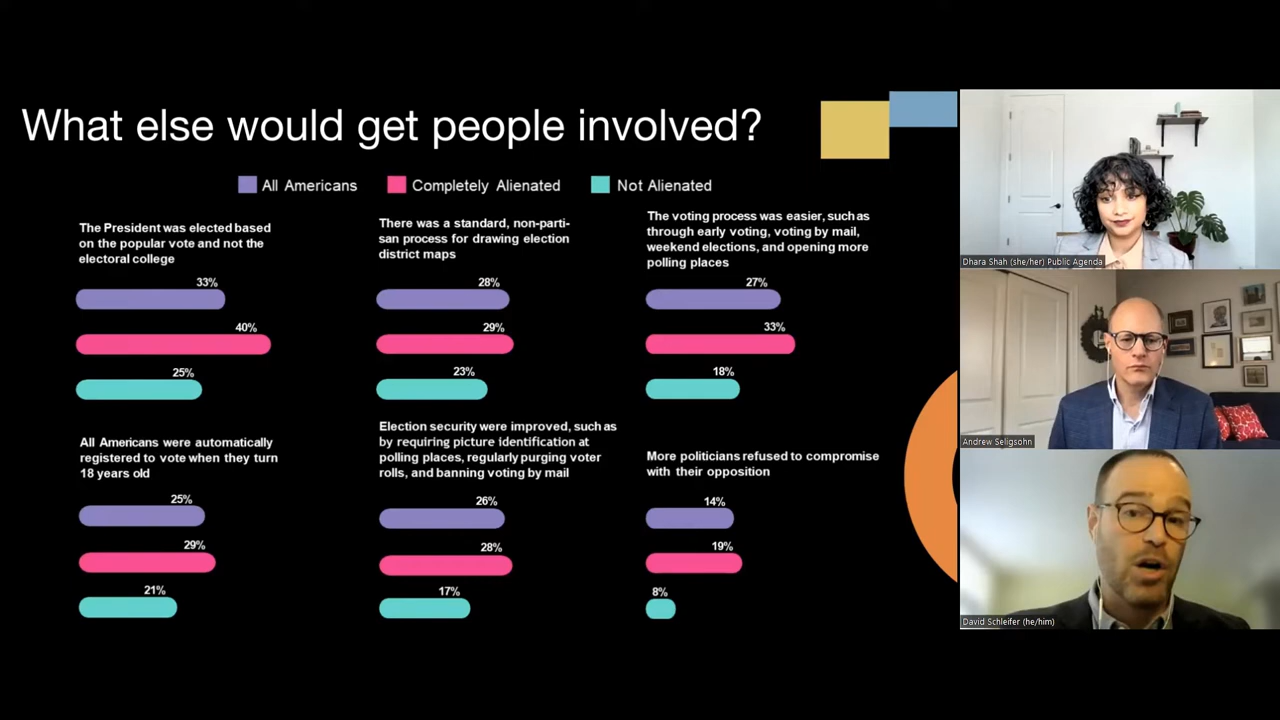 What else would get people involved?
All Americans
Completely Alienated
Not Alienated
The President was elected based
on the popular vote and not the
electoral college
33%
40%
25%
There was a standard, non-parti-
san process for drawing election
district maps
28%
29%
23%
The voting process was easier, such as
through early voting, voting by mail,
weekend elections, and opening more
polling places
27%
33%
18%
All Americans were automatically
registered to vote when they turn
18 years old
25%
29%
21%
Election security were improved, such as
by requiring picture identification at
polling places, regularly purging voter
rolls, and banning voting by mail
26%
28%
17%
More politicians refused to compromise
with their opposition
14%
19%
8%
Dhara Shah (she/her) Public Agenda
Andrew Seligsohn
David Schleifer (he/him)